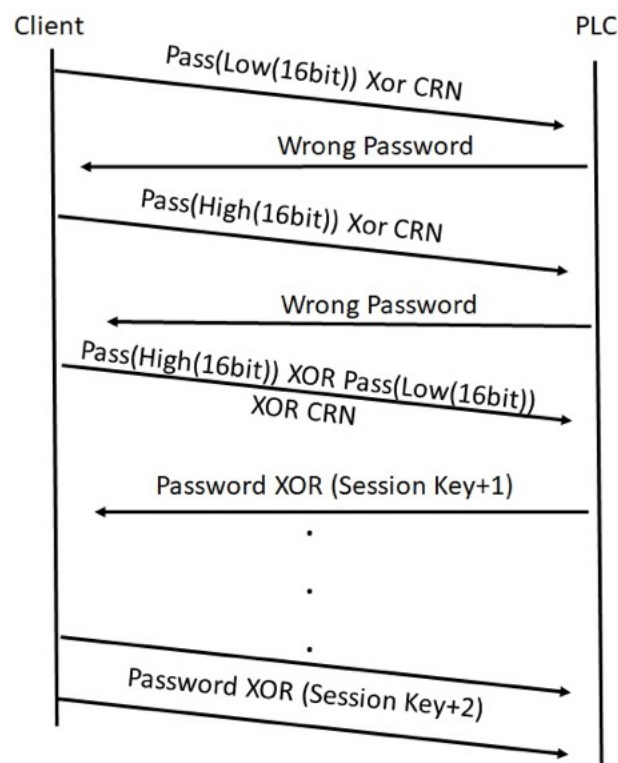 Client
PLC
Pass(Low(16bit)) Xor CRN
Wrong Password
Pass(High(16bit)) Xor CRN
Wrong Password
Pass(High(16bit)) XOR Pass(Low(16bit))
XOR CRN
Password XOR (Session Key+1)
Password XOR (Session Key+2)